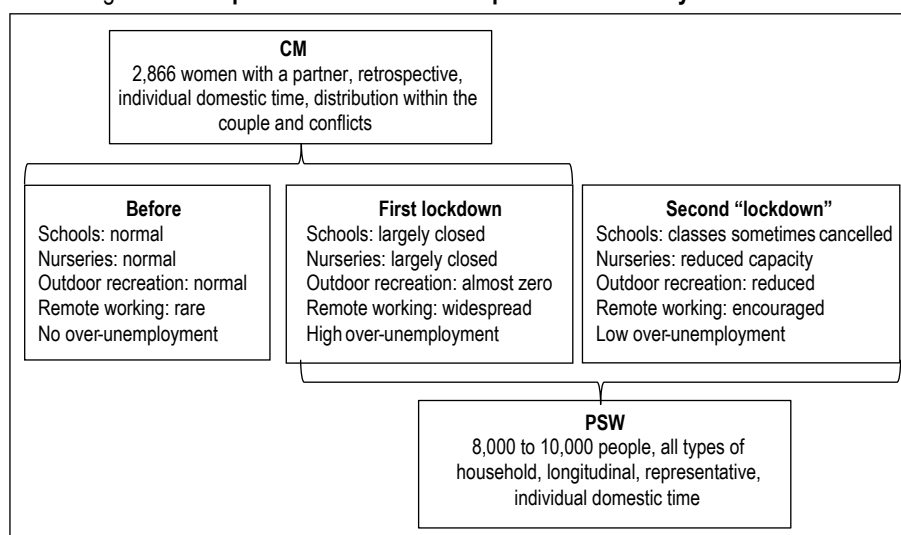 CM
2,866 women with a partner, retrospective,
individual domestic time, distribution within the
couple and conflicts
Before
Schools: normal
Nurseries: normal
Outdoor recreation: normal
Remote working: rare
No over-unemployment
First lockdown
Schools: largely closed
Nurseries: largely closed
Outdoor recreation: almost zero
Remote working: widespread
High over-unemployment
Second “lockdown”
Schools: classes sometimes cancelled
Nurseries: reduced capacity
Outdoor recreation: reduced
Remote working: encouraged
Low over-unemployment
PSW
8,000 to 10,000 people, all types of
household, longitudinal, representative,
individual domestic time